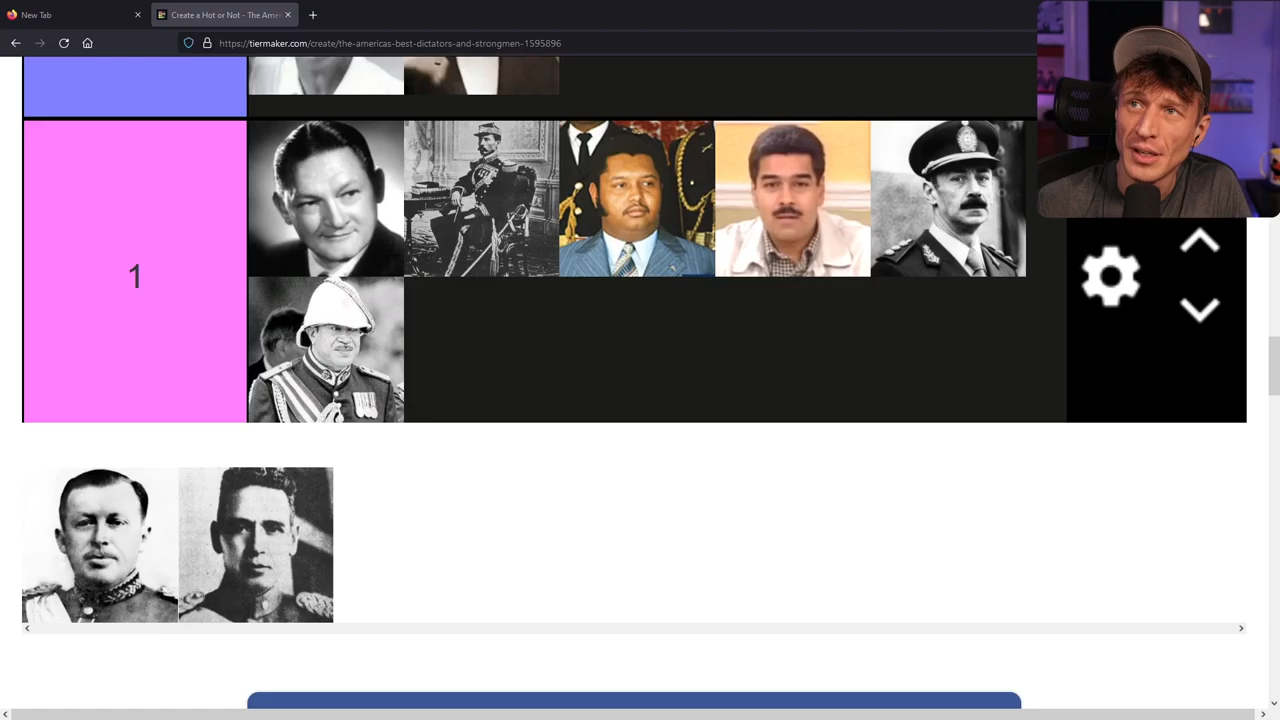 New Tab
Create a Hot or Not - The Amer
https://tiermaker.com/create/the-americas-best-dictators-and-strongmen-1595896
1